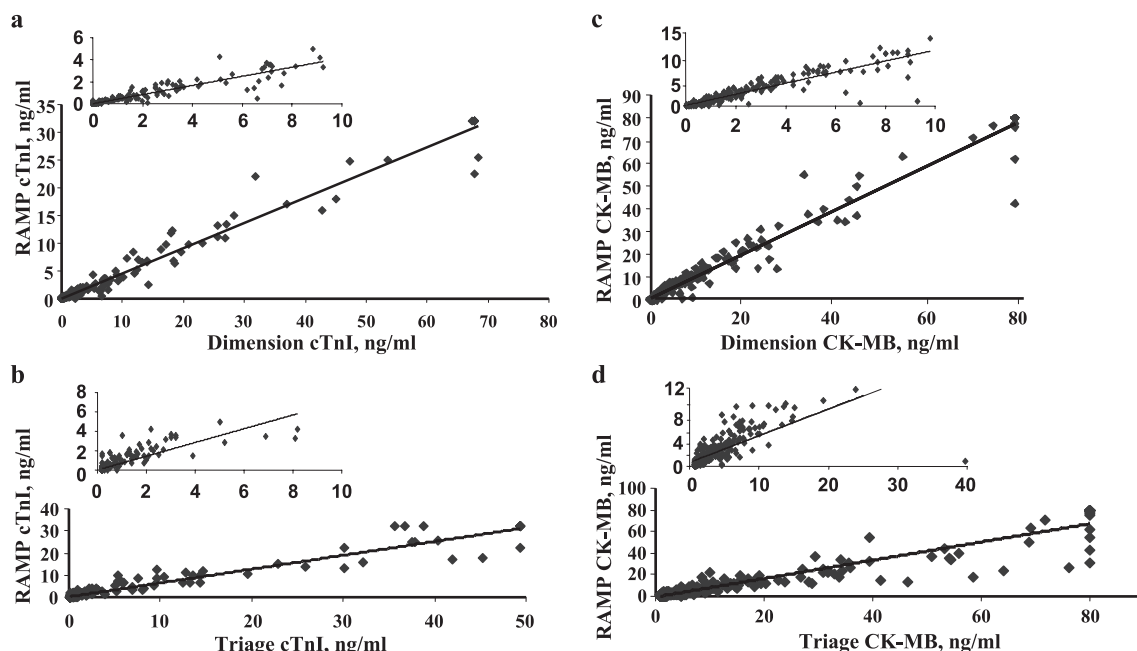 a
6
4
2
0
0 2 4 6 8 10
35
30
25
20
15
10
5
0
0 10 20 30 40 50 60 70 80
RAMP cTnI, ng/ml
Dimension cTnI, ng/ml
c
15
10
5
0
0 2 4 6 8 10
90
80
70
60
50
40
30
20
10
0
0 20 40 60 80
RAMP CK-MB, ng/ml
Dimension CK-MB, ng/ml
b
8
6
4
2
0
0 2 4 6 8 10
40
30
20
10
0
0 10 20 30 40 50
RAMP cTnI, ng/ml
Triage cTnI, ng/ml
d
12
8
4
0
0 5 10 15 20 25 30 40
100
80
60
40
20
0
0 20 40 60 80
RAMP CK-MB, ng/ml
Triage CK-MB, ng/ml